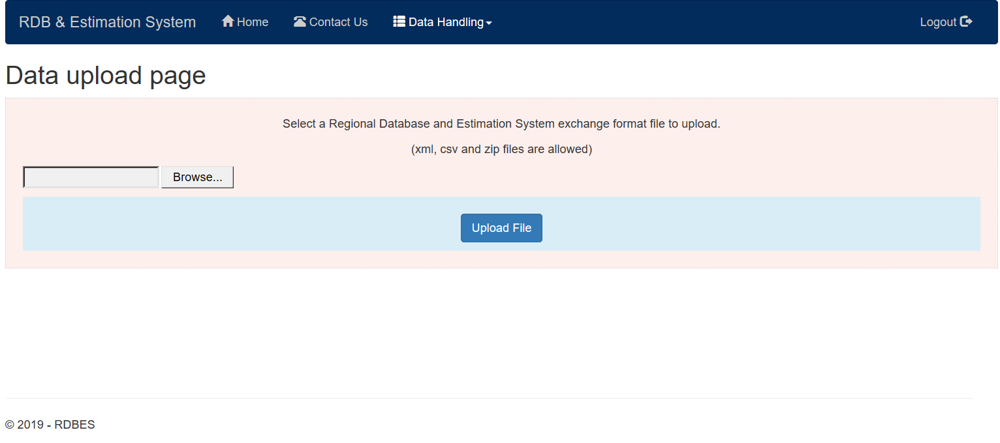 RDB & Estimation System Home Contact Us Data Handling Logout
Data upload page
Select a Regional Database and Estimation System exchange format file to upload.
(xml, csv and zip files are allowed)
Browse...
Upload File
© 2019 - RDBES